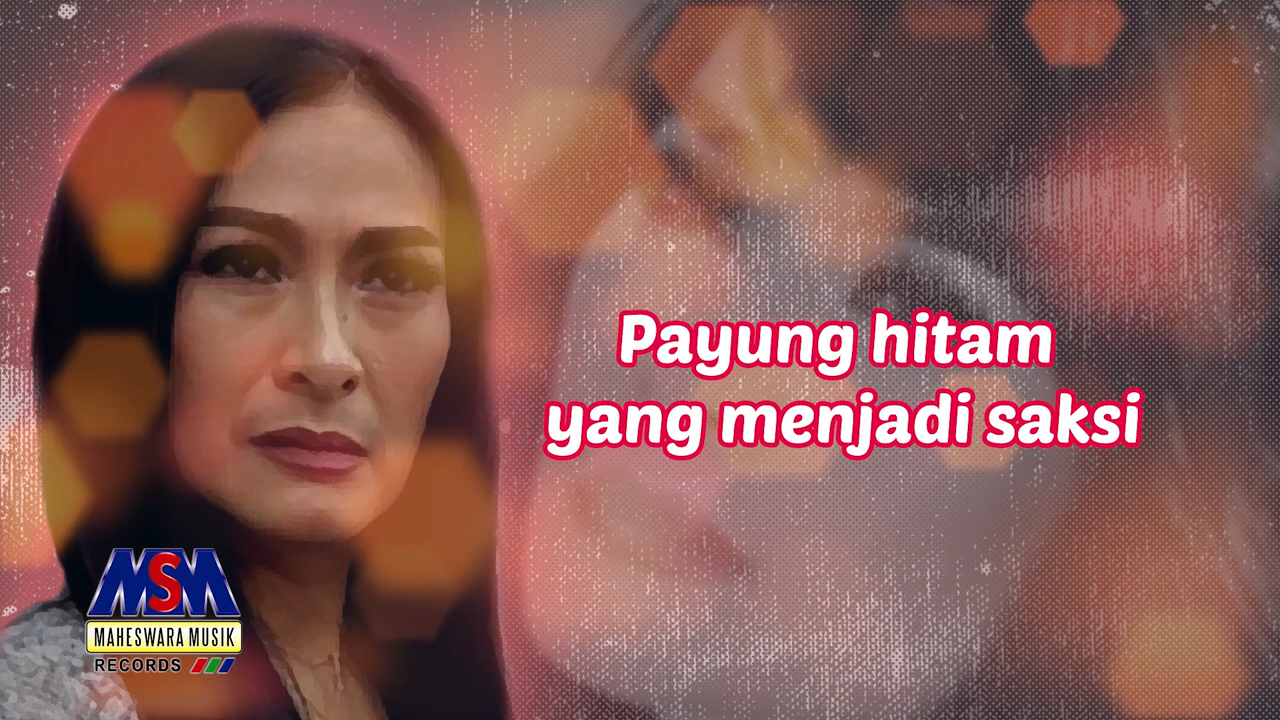 Payung hitam
yang menjadi saksi
MSM
MAHESWARA MUSIK
RECORDS